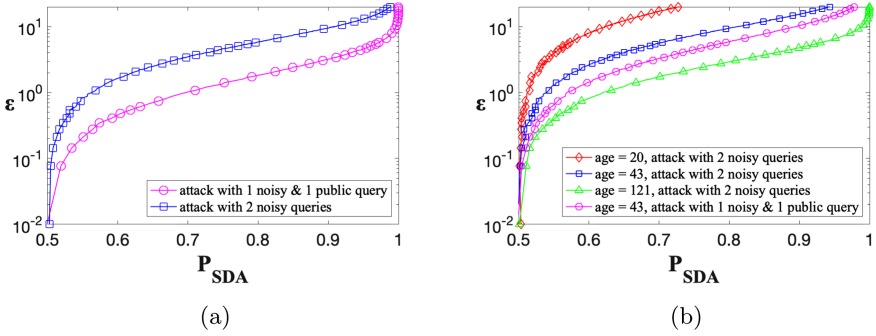 10¹
10⁰
10⁻¹
10⁻²
ε
0.5 0.6 0.7 0.8 0.9 1
P_SDA
attack with 1 noisy & 1 public query
attack with 2 noisy queries
(a)
10¹
10⁰
10⁻¹
10⁻²
ε
0.5 0.6 0.7 0.8 0.9 1
P_SDA
age = 20, attack with 2 noisy queries
age = 43, attack with 2 noisy queries
age = 121, attack with 2 noisy queries
age = 43, attack with 1 noisy & 1 public query
(b)